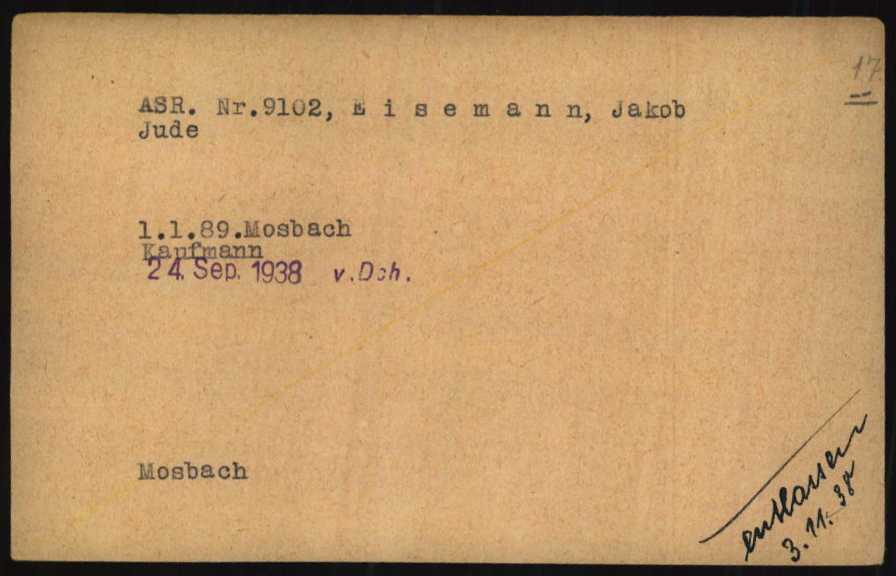 17.
ASR. Nr.9102, E i s e m a n n, Jakob
Jude
1.1.89.Mosbach
Kaufmann
24. Sep. 1938 v.Dch.
Mosbach
entlassen
3.11.38